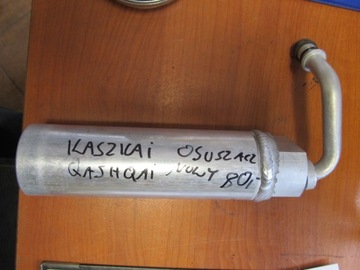 KASZKAI OSUSZACZ
QASHQAI NOWY 80,-